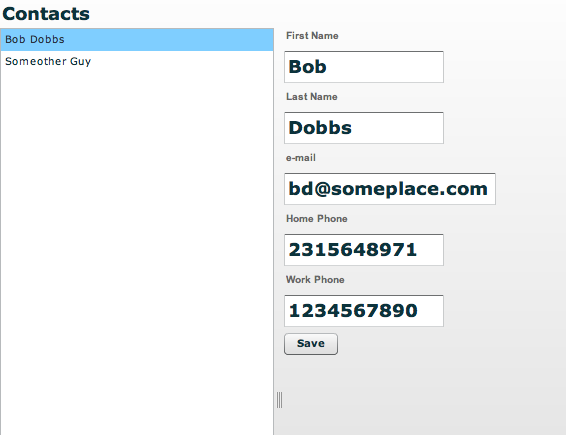 Contacts
Bob Dobbs
Someother Guy
First Name
Bob
Last Name
Dobbs
e-mail
bd@someplace.com
Home Phone
2315648971
Work Phone
1234567890
Save